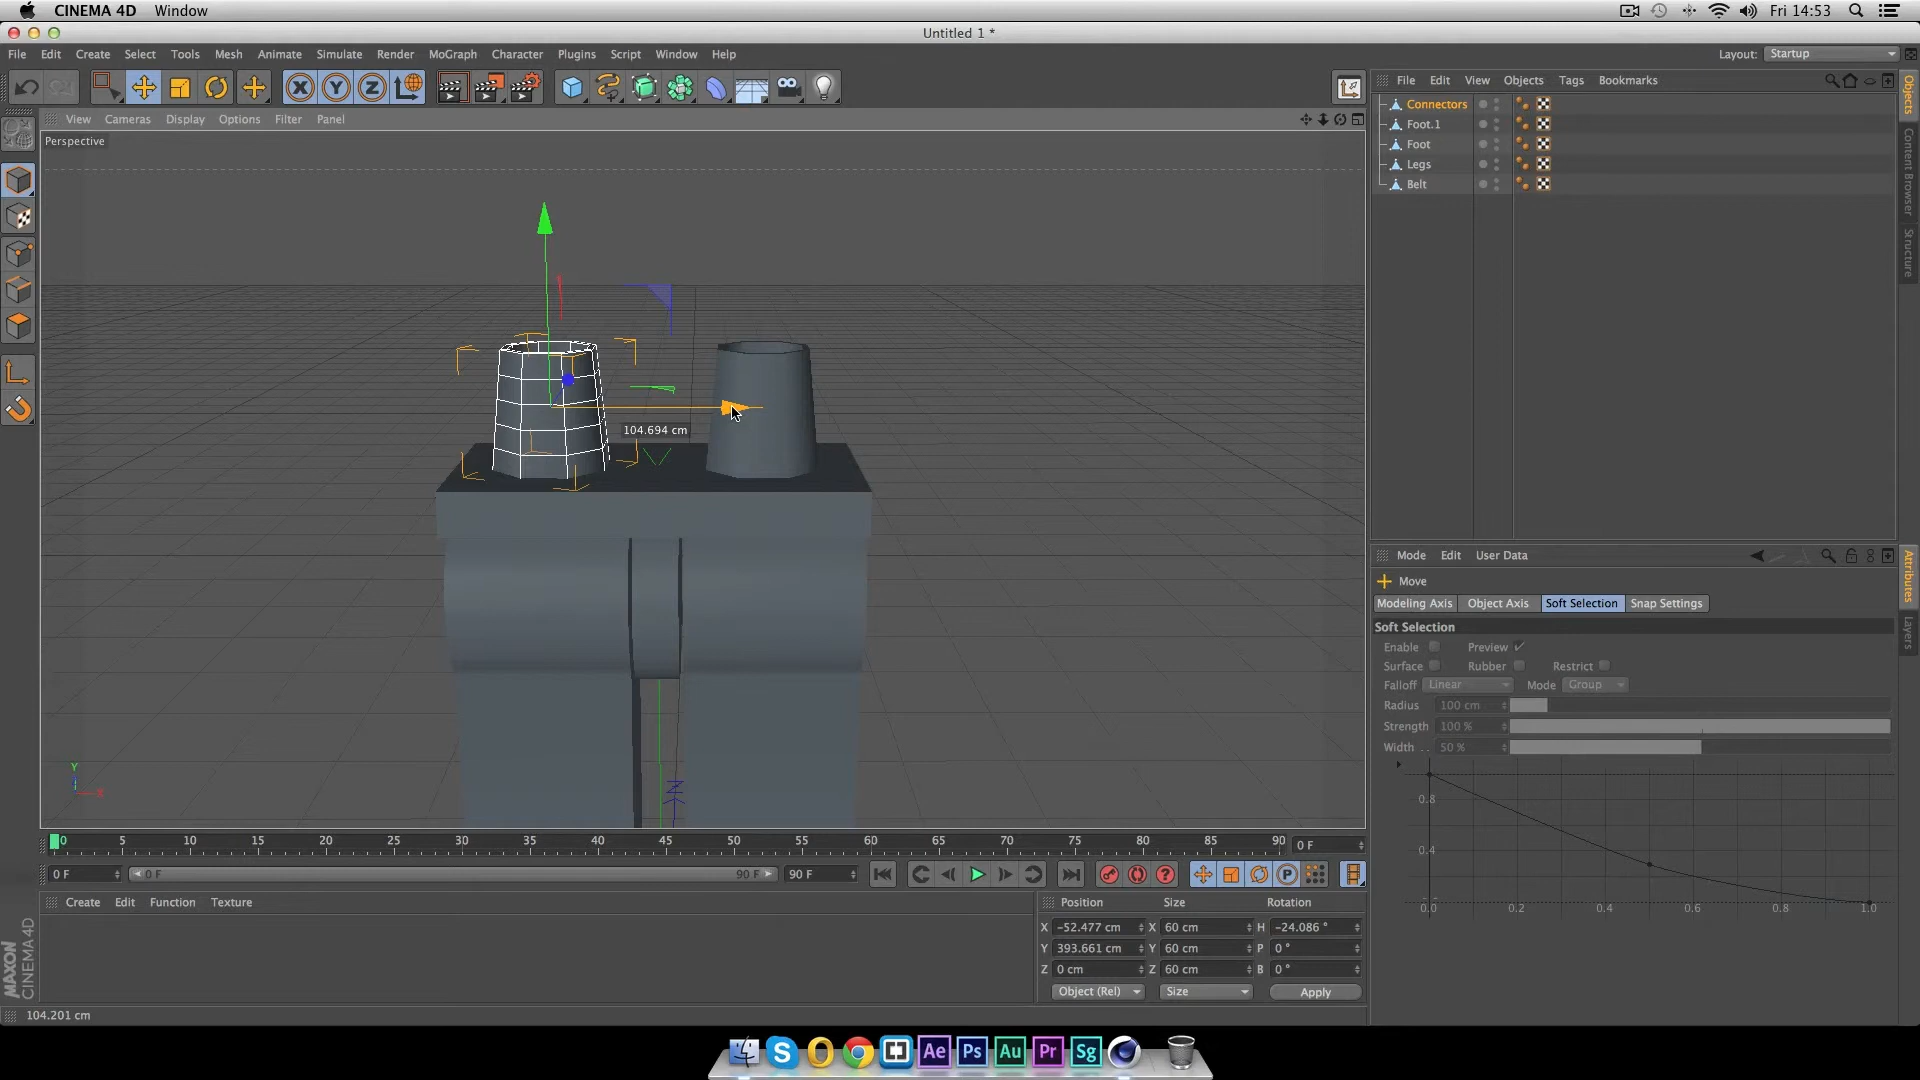 CINEMA 4D Window Fri 14:53
Untitled 1 *
File Edit Create Select Tools Mesh Animate Simulate Render MoGraph Character Plugins Script Window Help Layout: Startup
X Y Z
File Edit View Objects Tags Bookmarks
View Cameras Display Options Filter Panel
Perspective
Connectors
Foot.1
Foot
Legs
Belt
Objects
Content Browser
Structure
104.694 cm
Mode Edit User Data
Move
Modeling Axis Object Axis Soft Selection Snap Settings
Soft Selection
Enable Preview
Surface Rubber Restrict
Falloff Linear Mode Group
Radius 100 cm
Strength 100 %
Width . . 50 %
Attributes
Layers
0.8
0.4
0.0 0.2 0.4 0.6 0.8 1.0
Y
X
Z
0 5 10 15 20 25 30 35 40 45 50 55 60 65 70 75 80 85 90 0 F
0 F 0 F 90 F 90 F P
Create Edit Function Texture
Position Size Rotation
X -52.477 cm X 60 cm H -24.086 °
Y 393.661 cm Y 60 cm P 0 °
Z 0 cm Z 60 cm B 0 °
Object (Rel) Size Apply
MAXON
CINEMA 4D
104.201 cm
Ae Ps Au Pr Sg